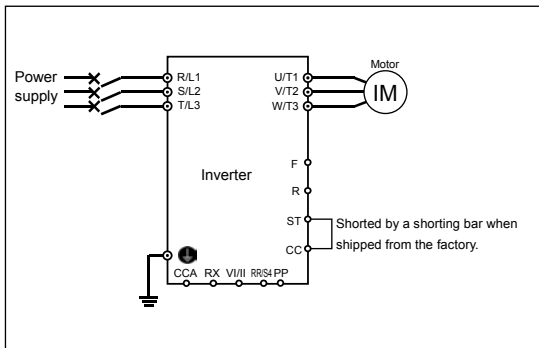 Power
supply
R/L1
S/L2
T/L3
U/T1
V/T2
W/T3
Motor
IM
Inverter
F
R
ST
CC
Shorted by a shorting bar when
shipped from the factory.
CCA RX VI/II RR/S4 PP